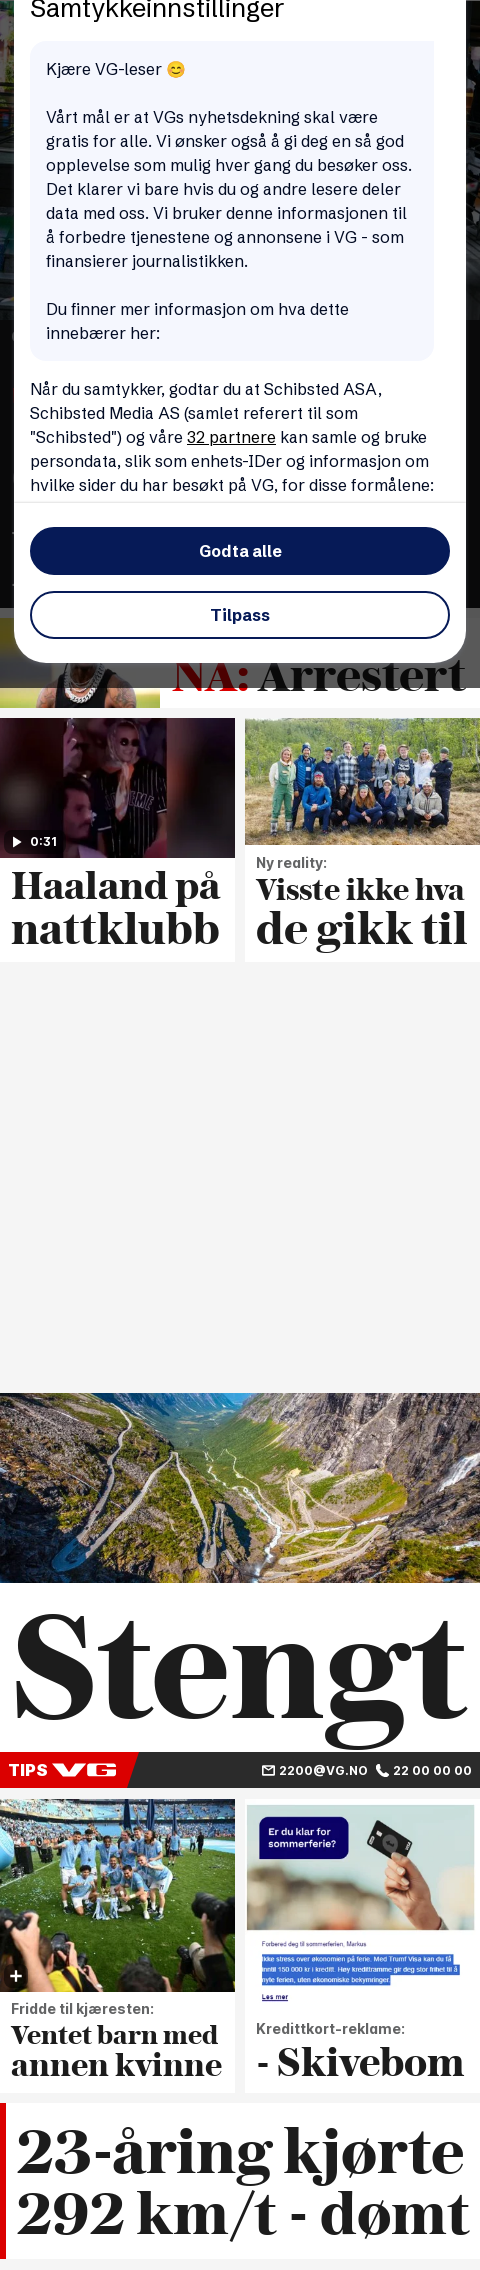 Samtykkeinnstillinger
Kjære VG-leser 😊
Vårt mål er at VGs nyhetsdekning skal være
gratis for alle. Vi ønsker også å gi deg en så god
opplevelse som mulig hver gang du besøker oss.
Det klarer vi bare hvis du og andre lesere deler
data med oss. Vi bruker denne informasjonen til
å forbedre tjenestene og annonsene i VG - som
finansierer journalistikken.
Du finner mer informasjon om hva dette
innebærer her:
Når du samtykker, godtar du at Schibsted ASA,
Schibsted Media AS (samlet referert til som
"Schibsted") og våre 32 partnere kan samle og bruke
persondata, slik som enhets-IDer og informasjon om
hvilke sider du har besøkt på VG, for disse formålene:
Godta alle
Tilpass
NÅ: Arrestert
0:31
Haaland på
nattklubb
Ny reality:
Visste ikke hva
de gikk til
Stengt
TIPS VG 2200@VG.NO 22 00 00 00
Fridde til kjæresten:
Ventet barn med
annen kvinne
Er du klar for
sommerferie?
Forbered deg til sommerferien, Markus
Ikke stress over økonomien på ferie. Med Trumf Visa kan du få
inntil 150 000 kr i kreditt. Høy kredittramme gir deg stor frihet til å
nyte ferien, uten økonomiske bekymringer.
Les mer
Kredittkort-reklame:
- Skivebom
23-åring kjørte
292 km/t - dømt